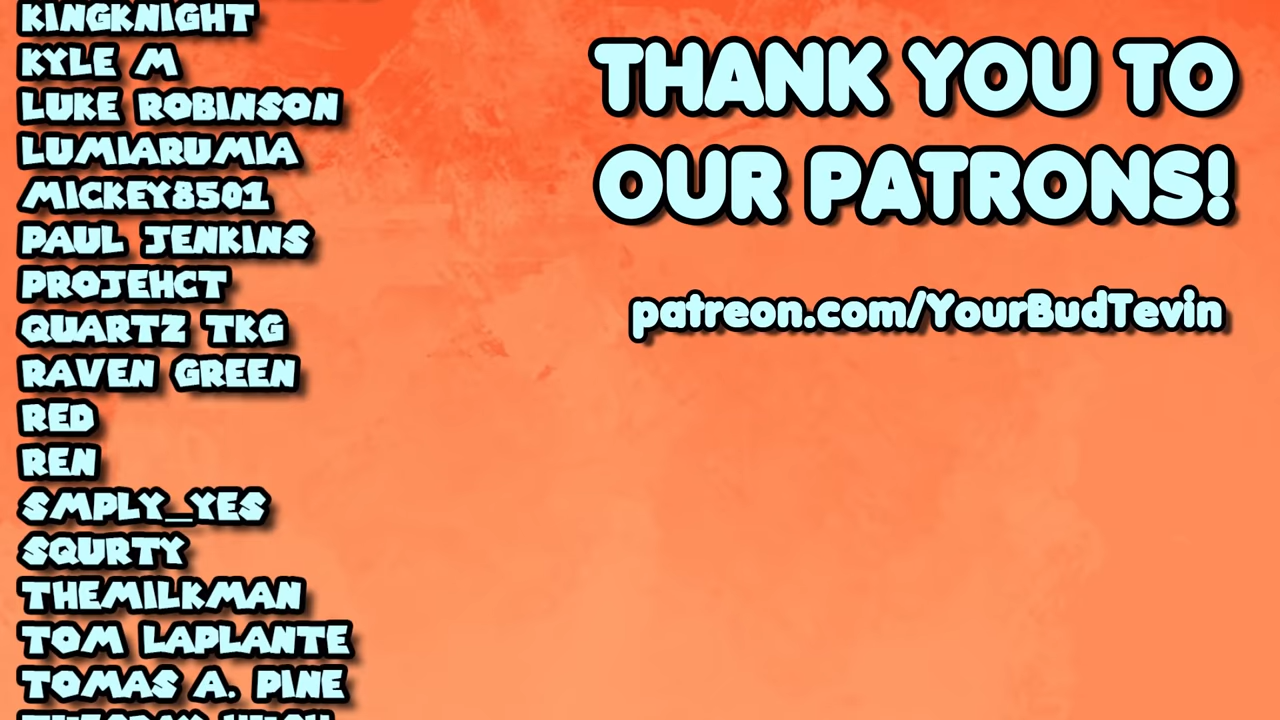 KINGKNIGHT
KYLE M
LUKE ROBINSON
LUMIARUMIA
MICKEY8501
PAUL JENKINS
PROJEHCT
QUARTZ TKG
RAVEN GREEN
RED
REN
SMPLY_YES
SQURTY
THEMILKMAN
TOM LAPLANTE
TOMAS A. PINE
THANK YOU TO
OUR PATRONS!
patreon.com/YourBudTevin